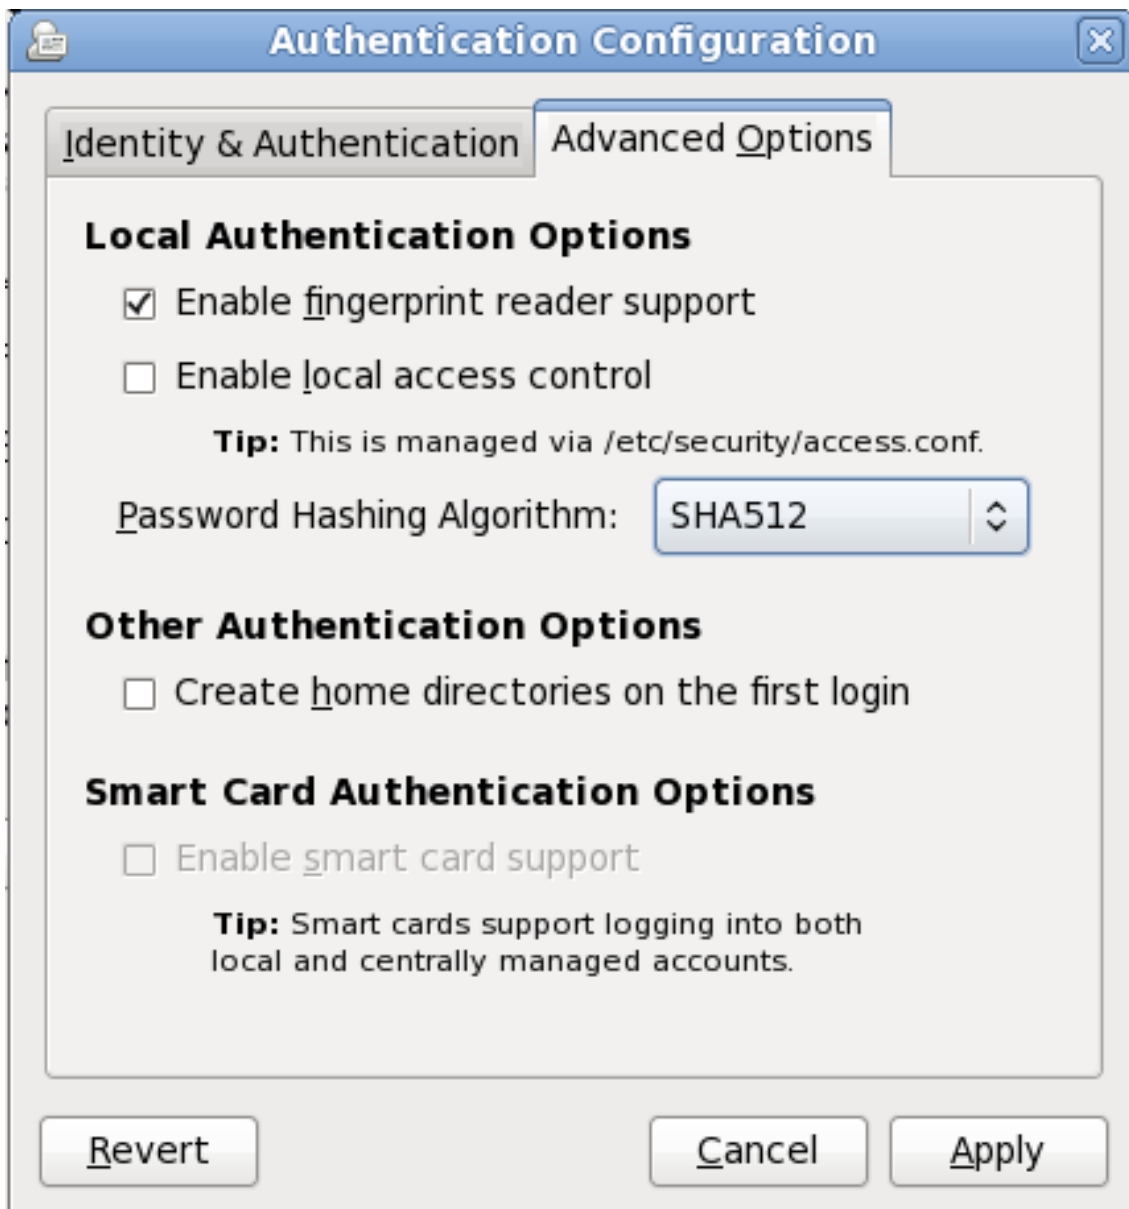 Authentication Configuration
Identity & Authentication
Advanced Options
Local Authentication Options
Enable fingerprint reader support
Enable local access control
Tip: This is managed via /etc/security/access.conf.
Password Hashing Algorithm: SHA512
Other Authentication Options
Create home directories on the first login
Smart Card Authentication Options
Enable smart card support
Tip: Smart cards support logging into both
local and centrally managed accounts.
Revert
Cancel
Apply